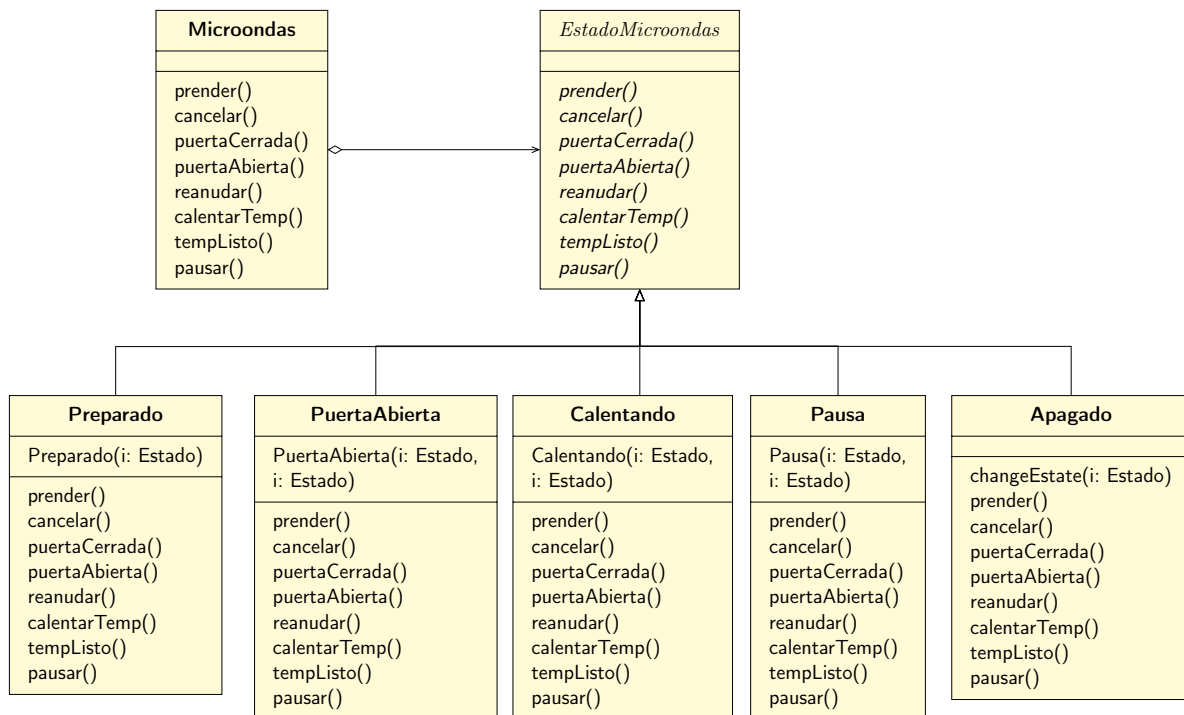 Microondas
prender()
cancelar()
puertaCerrada()
puertaAbierta()
reanudar()
calentarTemp()
tempListo()
pausar()
EstadoMicroondas
prender()
cancelar()
puertaCerrada()
puertaAbierta()
reanudar()
calentarTemp()
tempListo()
pausar()
Preparado
Preparado(i: Estado)
prender()
cancelar()
puertaCerrada()
puertaAbierta()
reanudar()
calentarTemp()
tempListo()
pausar()
PuertaAbierta
PuertaAbierta(i: Estado,
i: Estado)
prender()
cancelar()
puertaCerrada()
puertaAbierta()
reanudar()
calentarTemp()
tempListo()
pausar()
Calentando
Calentando(i: Estado,
i: Estado)
prender()
cancelar()
puertaCerrada()
puertaAbierta()
reanudar()
calentarTemp()
tempListo()
pausar()
Pausa
Pausa(i: Estado,
i: Estado)
prender()
cancelar()
puertaCerrada()
puertaAbierta()
reanudar()
calentarTemp()
tempListo()
pausar()
Apagado
changeEstate(i: Estado)
prender()
cancelar()
puertaCerrada()
puertaAbierta()
reanudar()
calentarTemp()
tempListo()
pausar()